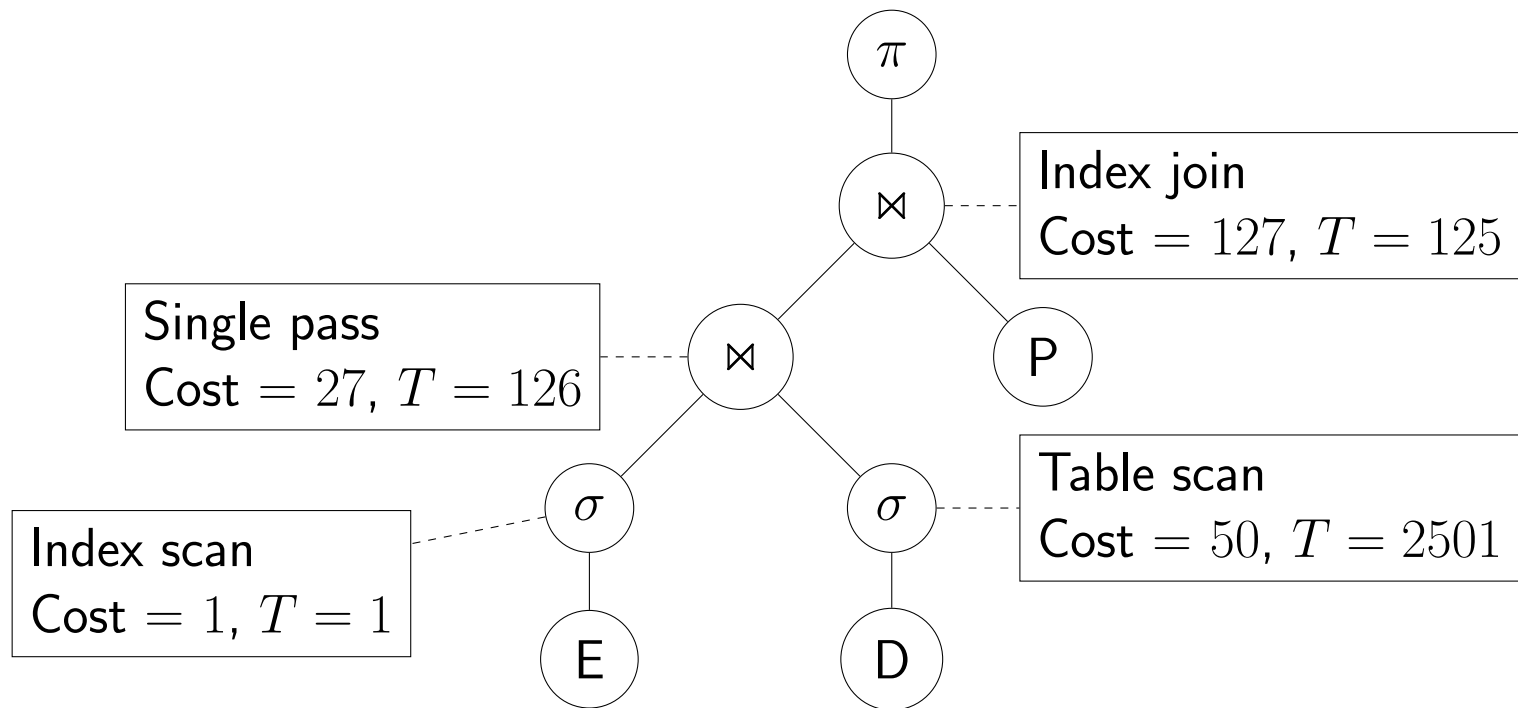 π
⋈
Index join
Cost = 127, T = 125
Single pass
Cost = 27, T = 126
⋈
P
σ
σ
Table scan
Cost = 50, T = 2501
Index scan
Cost = 1, T = 1
E
D